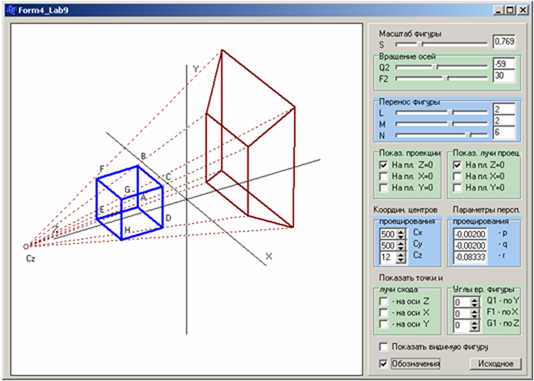 Form4_Lab9
Масштаб фигуры
S 0,769
Вращение осей
Q2 -59
F2 30
Перенос фигуры
L 2
M 2
N 6
Показ. проекции
Показ. лучи проец.
На пл. Z=0
На пл. Z=0
На пл. X=0
На пл. X=0
На пл. Y=0
На пл. Y=0
Координ. центров
проецирования
Параметры персп.
проецирования
500 Cx
-0,00200 - p
500 Cy
-0,00200 - q
12 Cz
-0,08333 - r
Показать точки и
лучи схода
Углы вр. фигуры
- на оси Z
0 Q1 - по Y
- на оси X
0 F1 - по X
- на оси Y
0 G1 - по Z
Показать видимую фигуру
Обозначения
Исходное
Y
F
B
G
C
A
E
D
H
Z
X
Cz